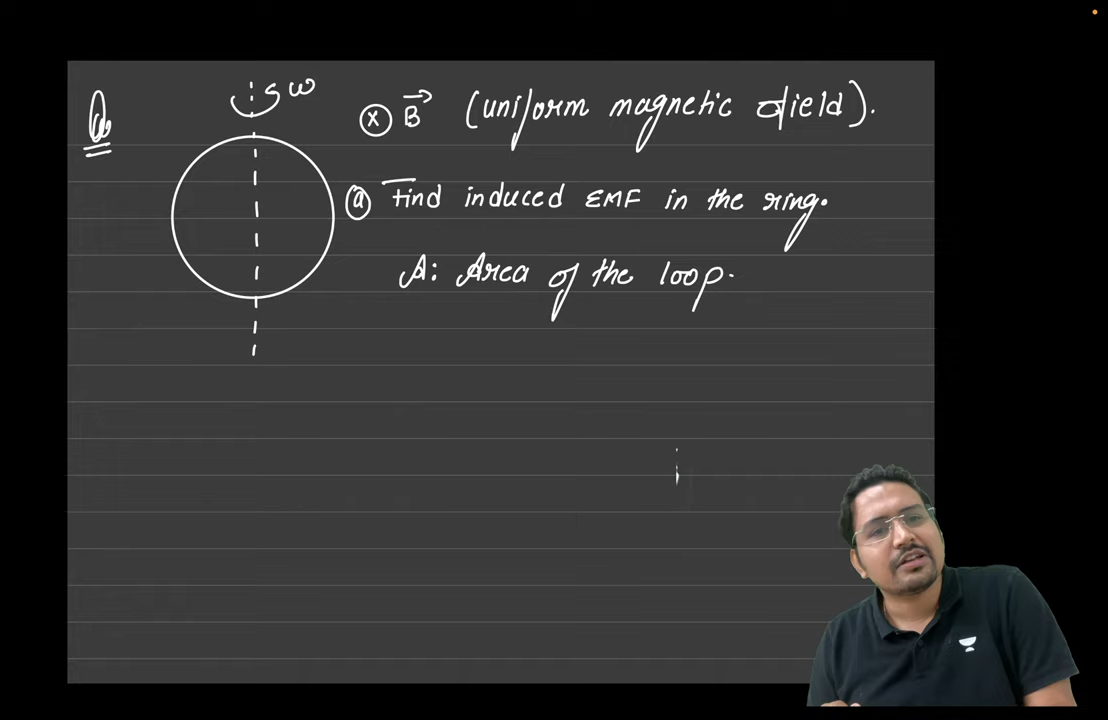 Q ω ⊗ B⃗ (uniform magnetic field).
ⓐ Find induced EMF in the ring.
A: Area of the loop.